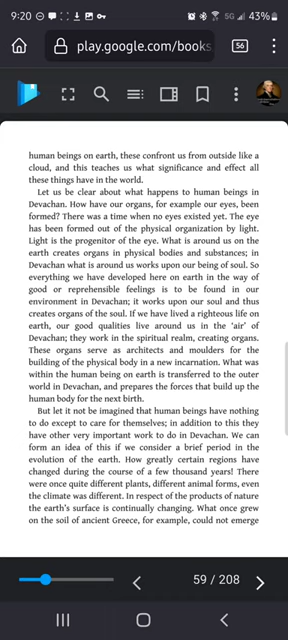 9:20
5G 43%
play.google.com/books
56
human beings on earth, these confront us from outside like a
cloud, and this teaches us what significance and effect all
these things have in the world.
Let us be clear about what happens to human beings in
Devachan. How have our organs, for example our eyes, been
formed? There was a time when no eyes existed yet. The eye
has been formed out of the physical organization by light.
Light is the progenitor of the eye. What is around us on the
earth creates organs in physical bodies and substances; in
Devachan what is around us works upon our being of soul. So
everything we have developed here on earth in the way of
good or reprehensible feelings is to be found in our
environment in Devachan; it works upon our soul and thus
creates organs of the soul. If we have lived a righteous life on
earth, our good qualities live around us in the 'air' of
Devachan; they work in the spiritual realm, creating organs.
These organs serve as architects and moulders for the
building of the physical body in a new incarnation. What was
within the human being on earth is transferred to the outer
world in Devachan, and prepares the forces that build up the
human body for the next birth.
But let it not be imagined that human beings have nothing
to do except to care for themselves; in addition to this they
have other very important work to do in Devachan. We can
form an idea of this if we consider a brief period in the
evolution of the earth. How greatly certain regions have
changed during the course of a few thousand years! There
were once quite different plants, different animal forms, even
the climate was different. In respect of the products of nature
the earth's surface is continually changing. What once grew
on the soil of ancient Greece, for example, could not emerge
59 / 208